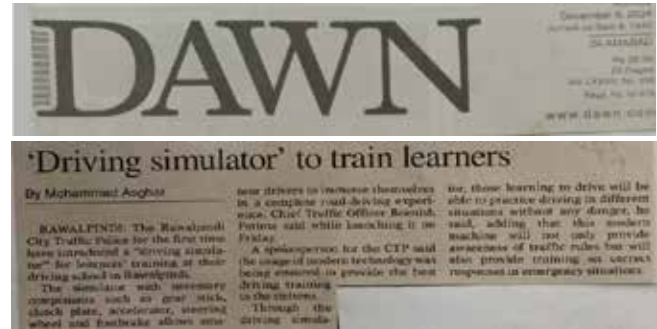 DAWN
December 8, 2024
ISLAMABAD
www.dawn.com
'Driving simulator' to train learners
By Mohammad Asghar
RAWALPINDI: The Rawalpindi
City Traffic Police for the first time
have introduced a "driving simula-
tor" for learners' training at their
driving school in Rawalpindi.
The simulator with necessary
components such as gear stick,
clutch plate, accelerator, steering
wheel and footbrake allows
new drivers to immerse themselves
in a complete road-driving experi-
ence, Chief Traffic Officer Beenish
Fatima said while launching it on
Friday.
A spokesperson for the CTP said
the usage of modern technology was
being ensured to provide the best
driving training
to the citizens.
Through the
driving simula-
tor, those learning to drive will be
able to practice driving in different
situations without any danger, he
said, adding that this modern
machine will not only provide
awareness of traffic rules but will
also provide training on correct
responses in emergency situations.